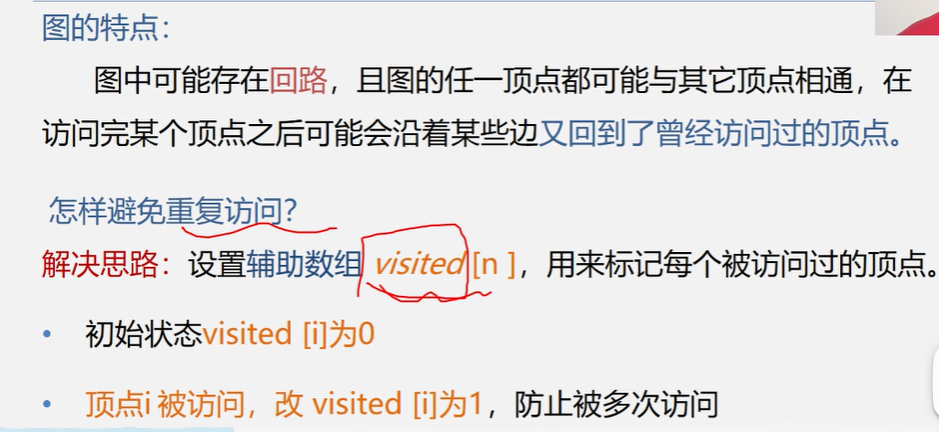 图的特点：
图中可能存在回路，且图的任一顶点都可能与其它顶点相通，在
访问完某个顶点之后可能会沿着某些边又回到了曾经访问过的顶点。
怎样避免重复访问？
解决思路：设置辅助数组 visited [n ]，用来标记每个被访问过的顶点。
• 初始状态visited [i]为0
• 顶点i 被访问，改 visited [i]为1，防止被多次访问